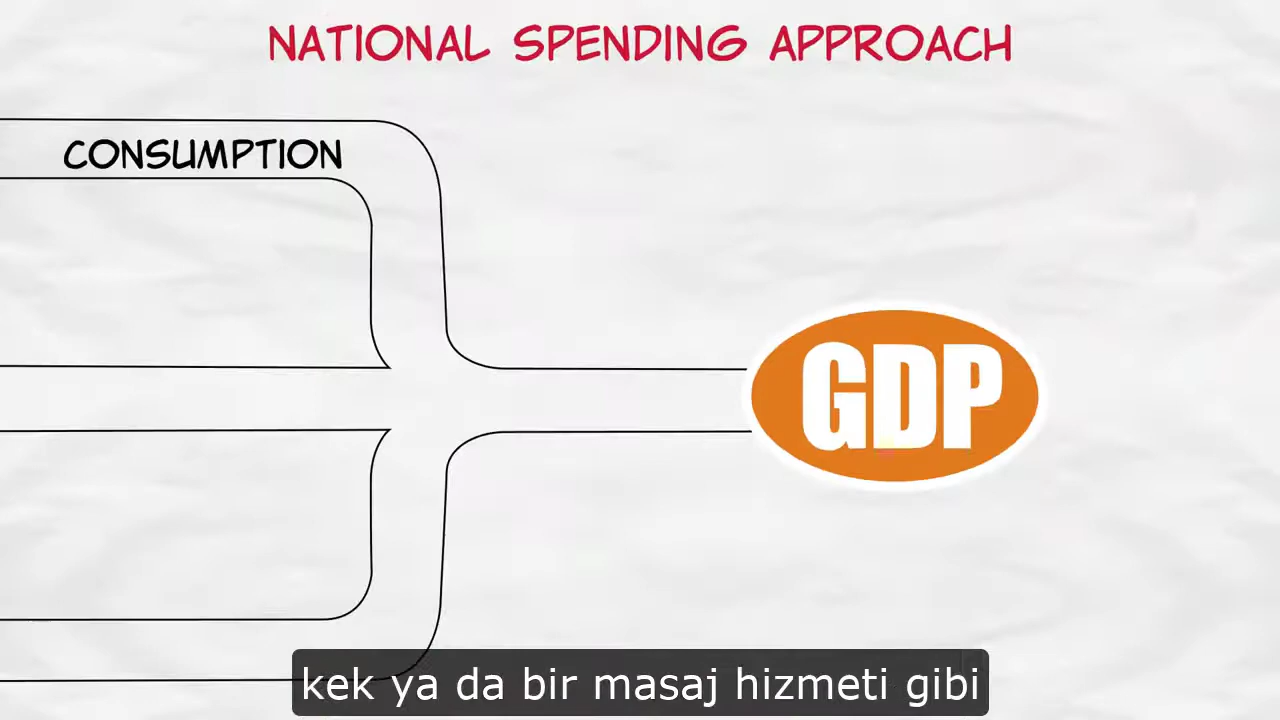 NATIONAL SPENDING APPROACH
CONSUMPTION
GDP
kek ya da bir masaj hizmeti gibi